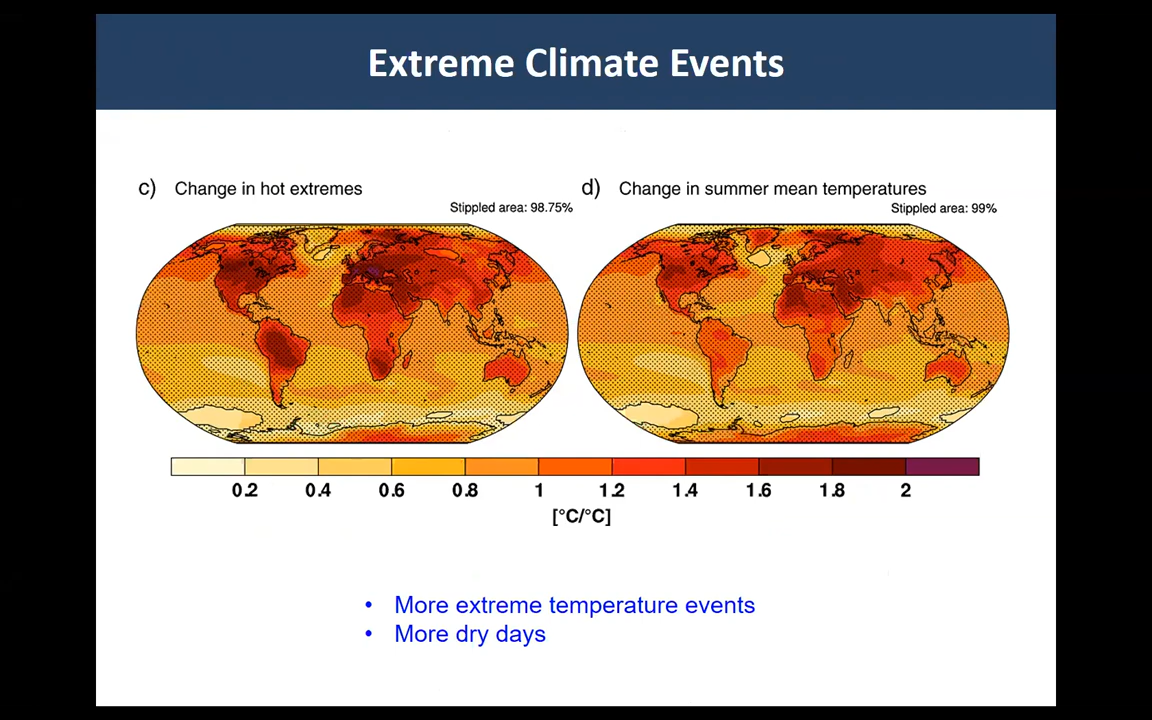 Extreme Climate Events
c) Change in hot extremes
Stippled area: 98.75%
d) Change in summer mean temperatures
Stippled area: 99%
0.2 0.4 0.6 0.8 1 1.2 1.4 1.6 1.8 2
[°C/°C]
• More extreme temperature events
• More dry days